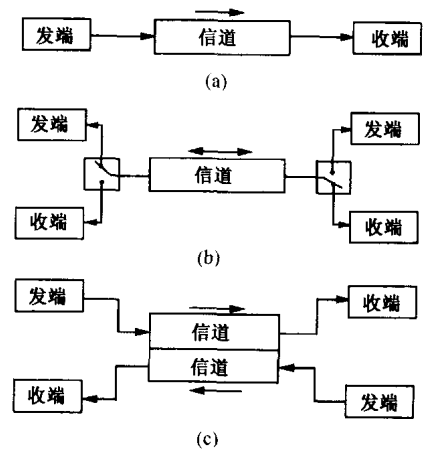 发端 信道 收端
(a)
发端 发端
信道
收端 收端
(b)
发端 收端
信道
信道
收端 发端
(c)